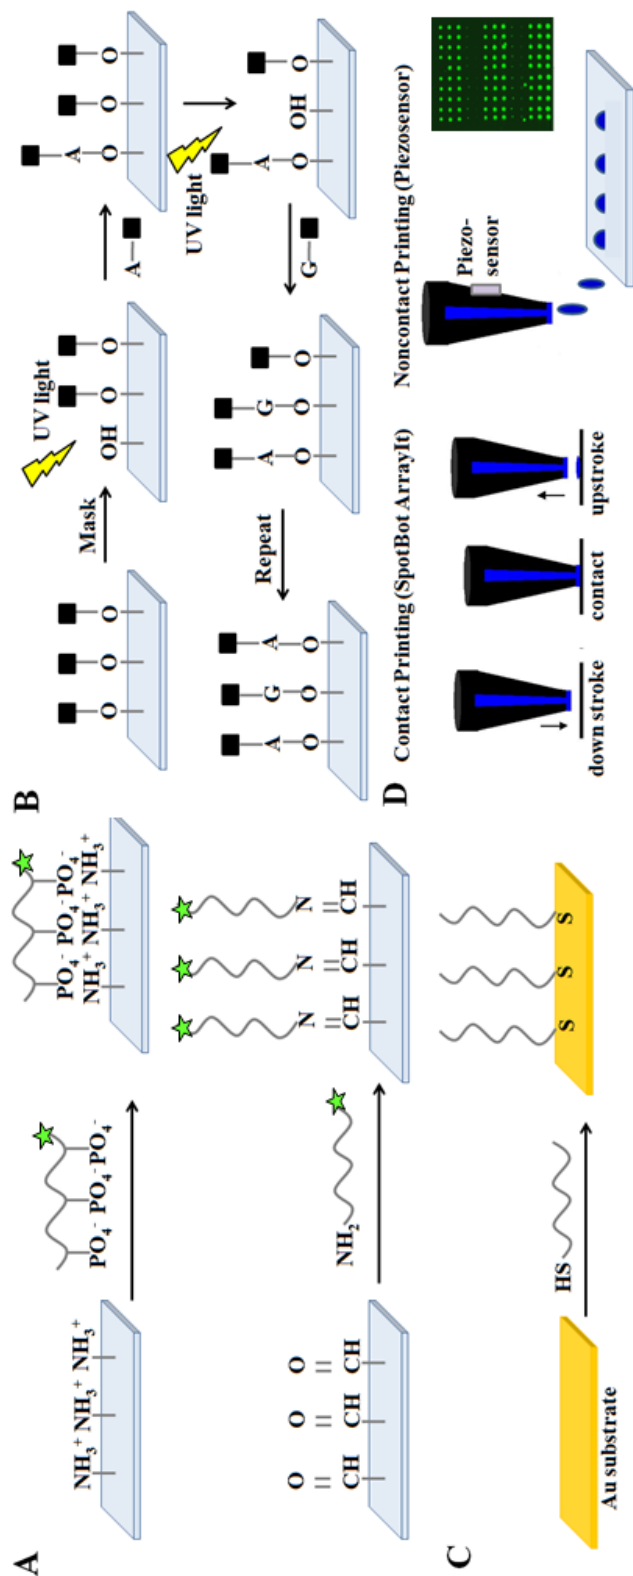 A
NH₃⁺ NH₃⁺ NH₃⁺
PO₄⁻ PO₄⁻ PO₄⁻
PO₄⁻ PO₄⁻ PO₄⁻
NH₃⁺ NH₃⁺ NH₃⁺
O O O
CH CH CH
NH₂
N N N
CH CH CH
C
Au substrate
HS
S S S
B
O O O
Mask
UV light
OH O O
A
A
O O O
UV light
A
O OH O
G
A G
O O O
Repeat
A G A
O O O
D
Contact Printing (SpotBot ArrayIt)
down stroke
contact
upstroke
Noncontact Printing (Piezosensor)
Piezo-
sensor